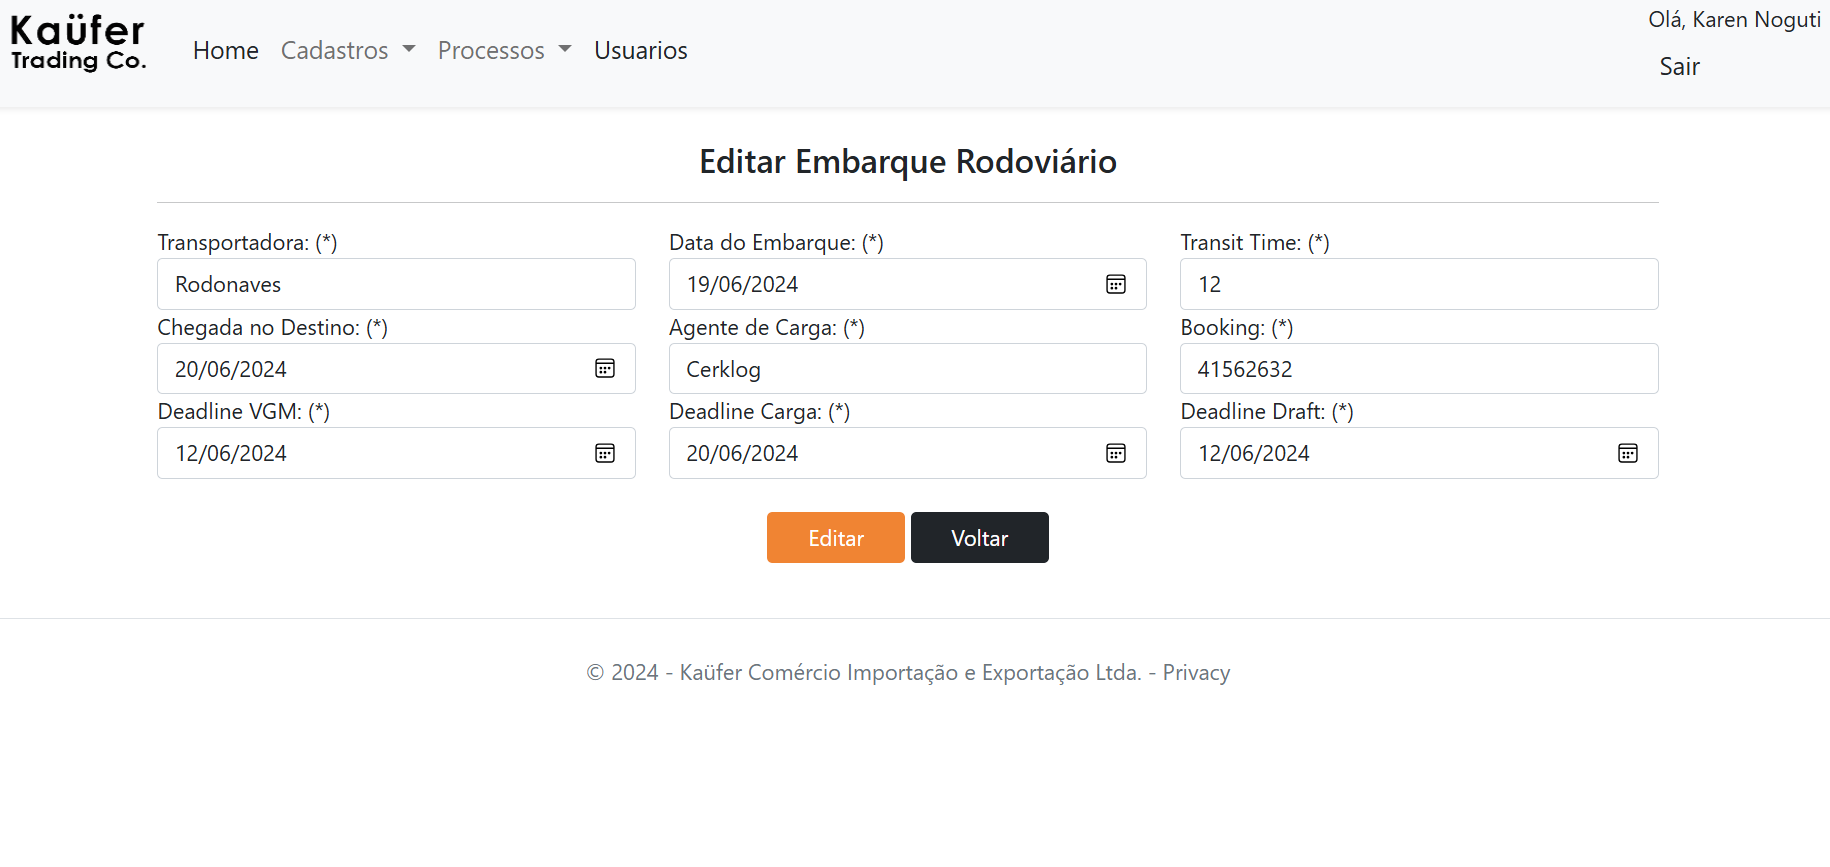 Kaüfer
Trading Co.
Home Cadastros Processos Usuarios
Olá, Karen Noguti
Sair
Editar Embarque Rodoviário
Transportadora: (*) Data do Embarque: (*) Transit Time: (*)
Rodonaves 19/06/2024 12
Chegada no Destino: (*) Agente de Carga: (*) Booking: (*)
20/06/2024 Cerklog 41562632
Deadline VGM: (*) Deadline Carga: (*) Deadline Draft: (*)
12/06/2024 20/06/2024 12/06/2024
Editar Voltar
© 2024 - Kaüfer Comércio Importação e Exportação Ltda. - Privacy